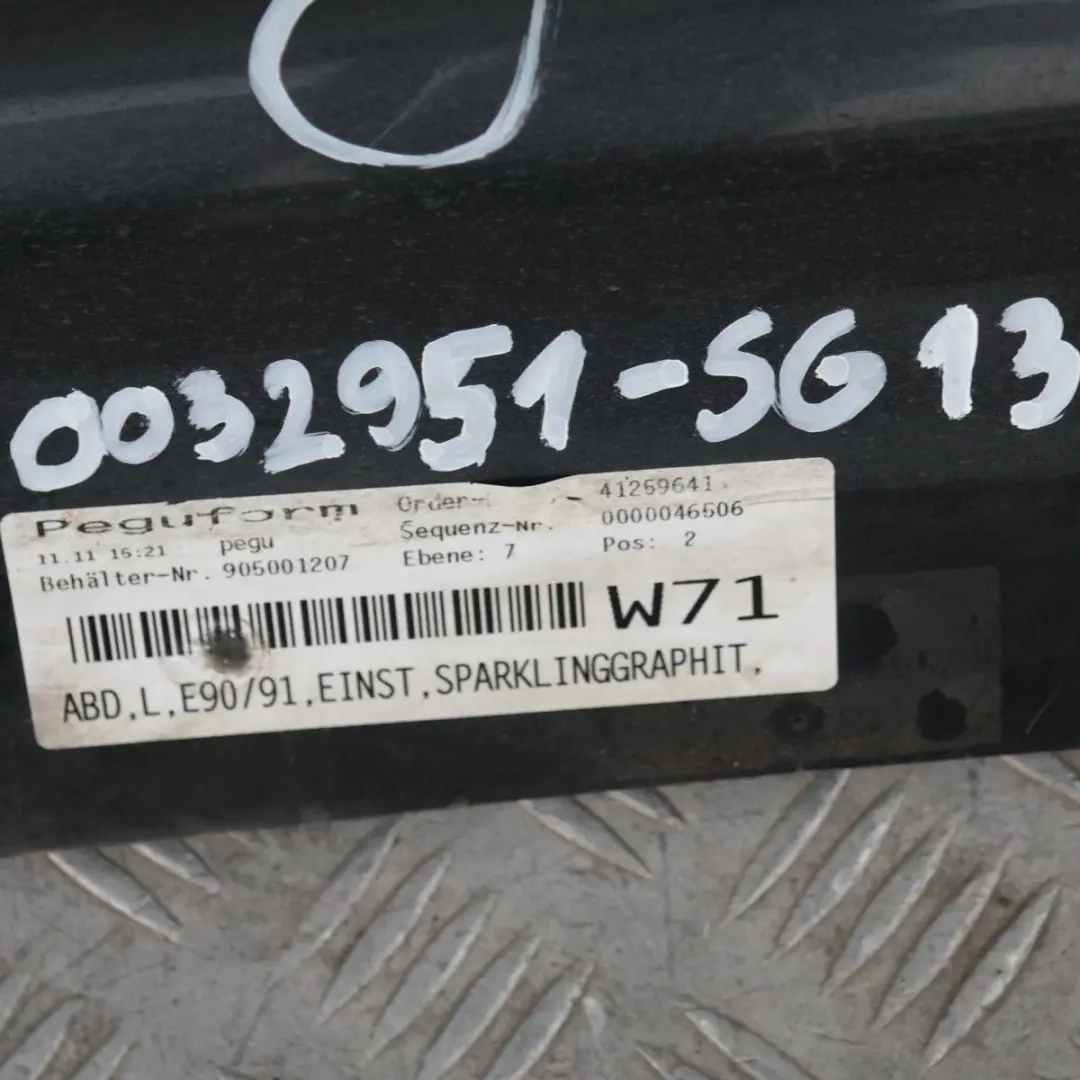 0032951-SG13
Peguform Order- 41269641
11.11 15:21 pegu Sequenz-Nr. 0000046506
Behälter-Nr. 905001207 Ebene: 7 Pos: 2
W71
ABD,L,E90/91,EINST,SPARKLINGGRAPHIT,